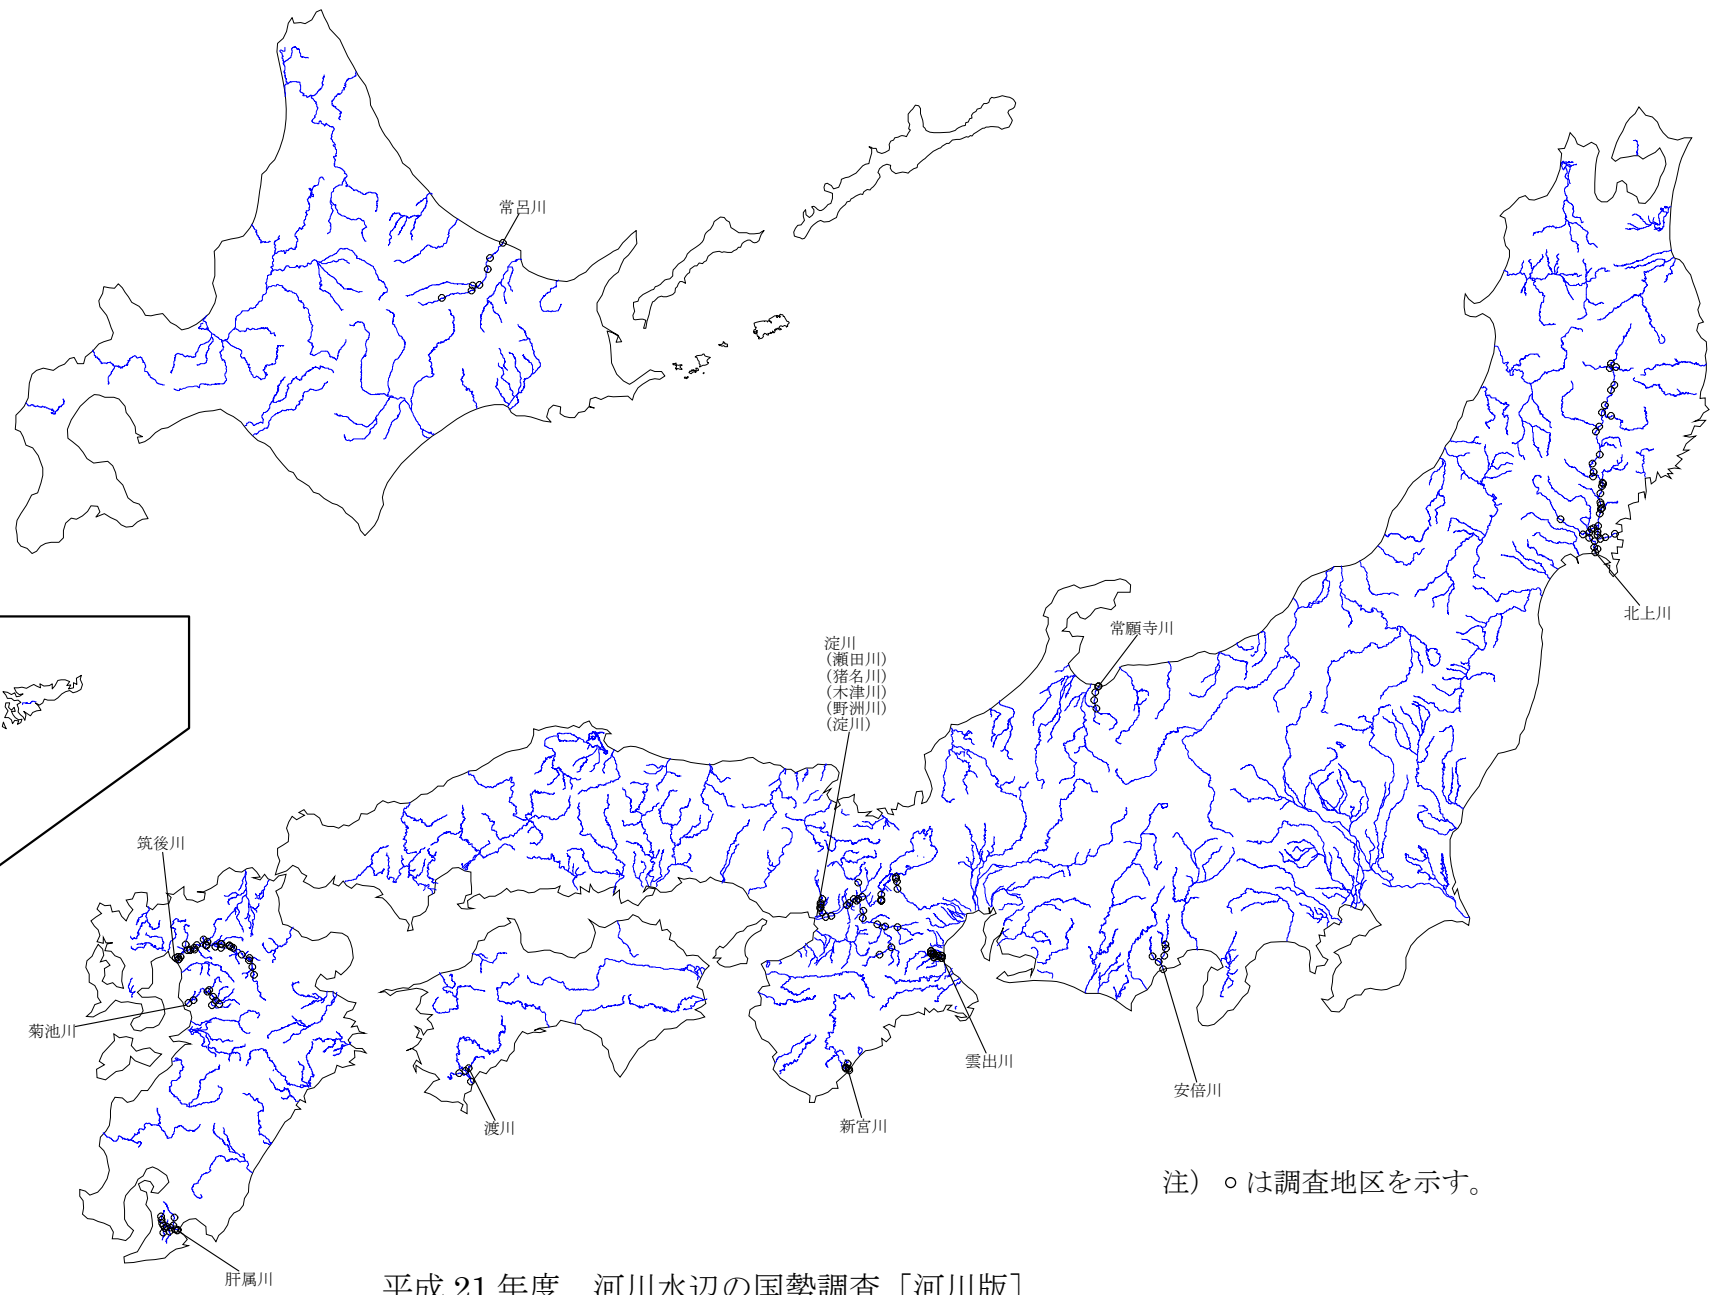 常呂川
北上川
常願寺川
淀川
(瀬田川)
(猪名川)
(木津川)
(野洲川)
(淀川)
筑後川
菊池川
雲出川
安倍川
新宮川
渡川
肝属川
注) ○は調査地区を示す。
平成 21 年度 河川水辺の国勢調査［河川版］